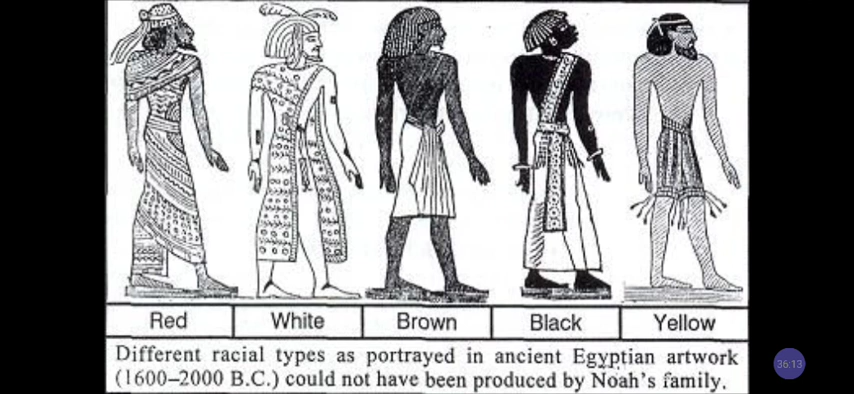 Red White Brown Black Yellow
Different racial types as portrayed in ancient Egyptian artwork
(1600–2000 B.C.) could not have been produced by Noah's family.
36:13